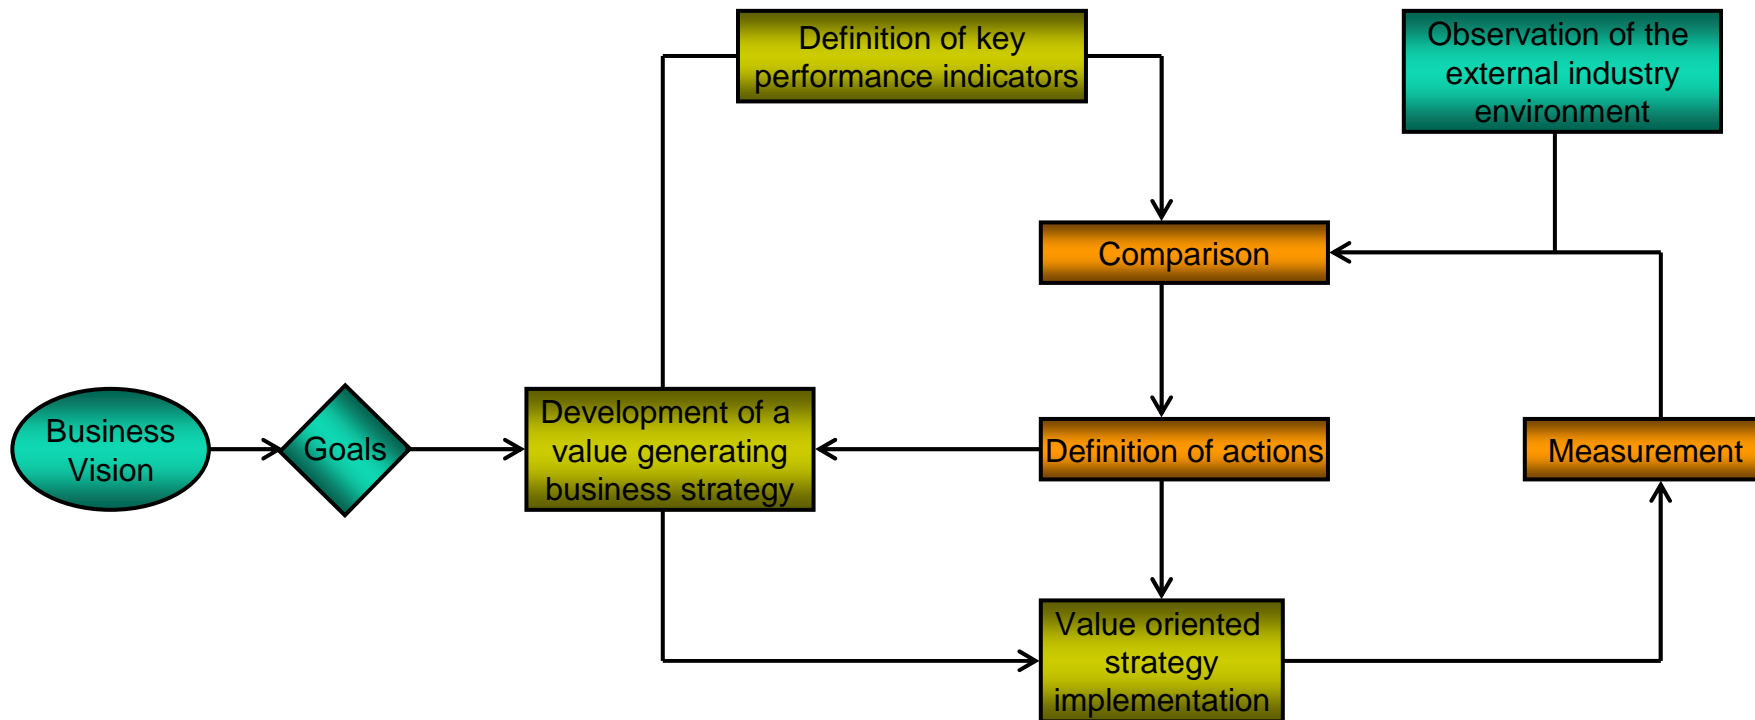 Definition of key
performance indicators
Observation of the
external industry
environment
Comparison
Business
Vision
Goals
Development of a
value generating
business strategy
Definition of actions
Measurement
Value oriented
strategy
implementation